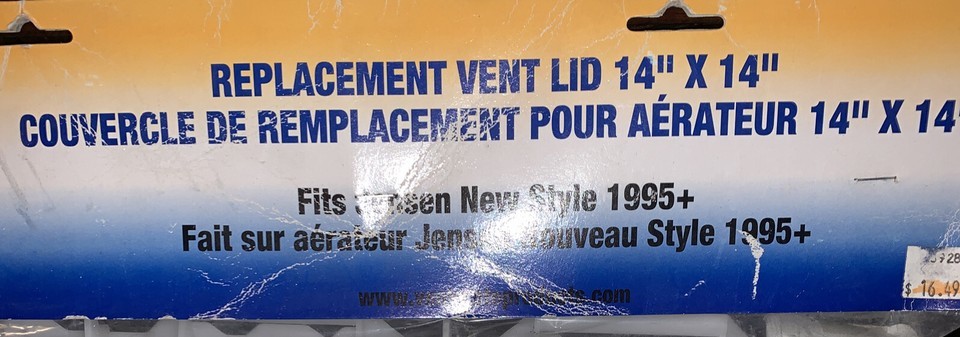 REPLACEMENT VENT LID 14" X 14"
COUVERCLE DE REMPLACEMENT POUR AÉRATEUR 14" X 14
Fits Jensen New Style 1995+
Fait sur aérateur Jensen Nouveau Style 1995+
$ 16.49